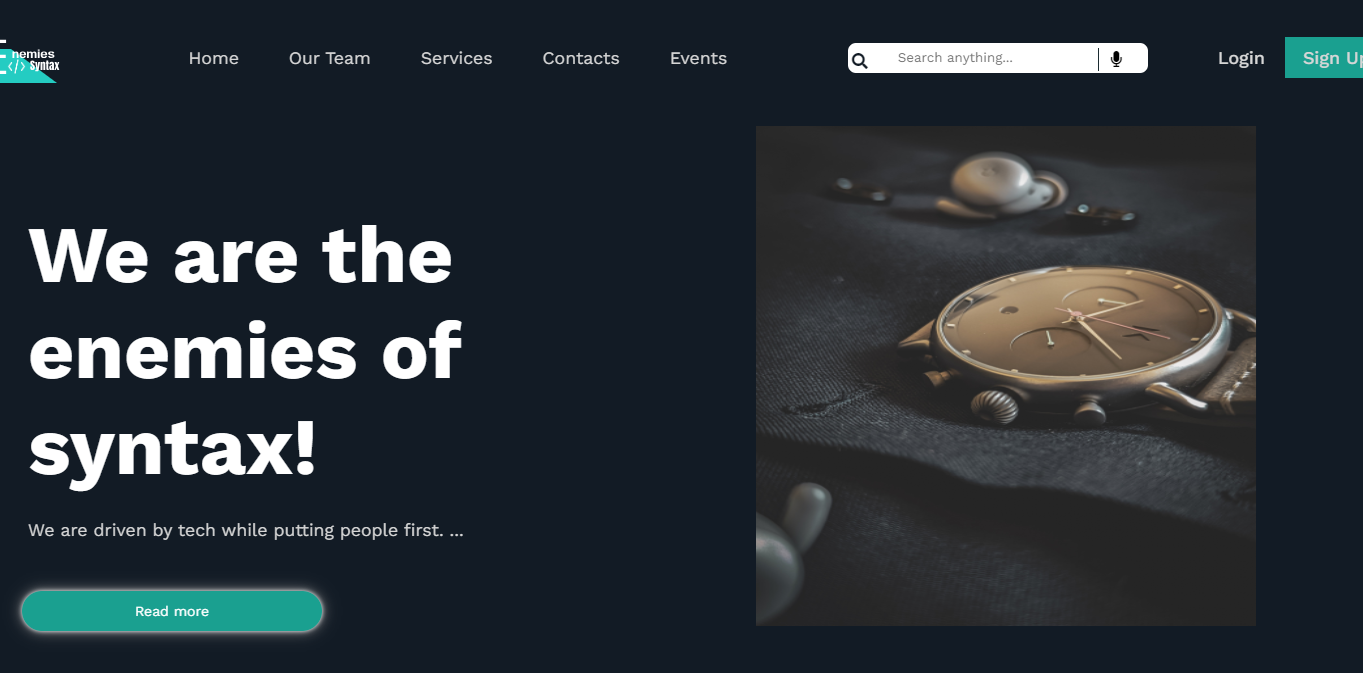 Enemies
</> Syntax
Home
Our Team
Services
Contacts
Events
Search anything...
Login
Sign Up
We are the
enemies of
syntax!
We are driven by tech while putting people first. ...
Read more